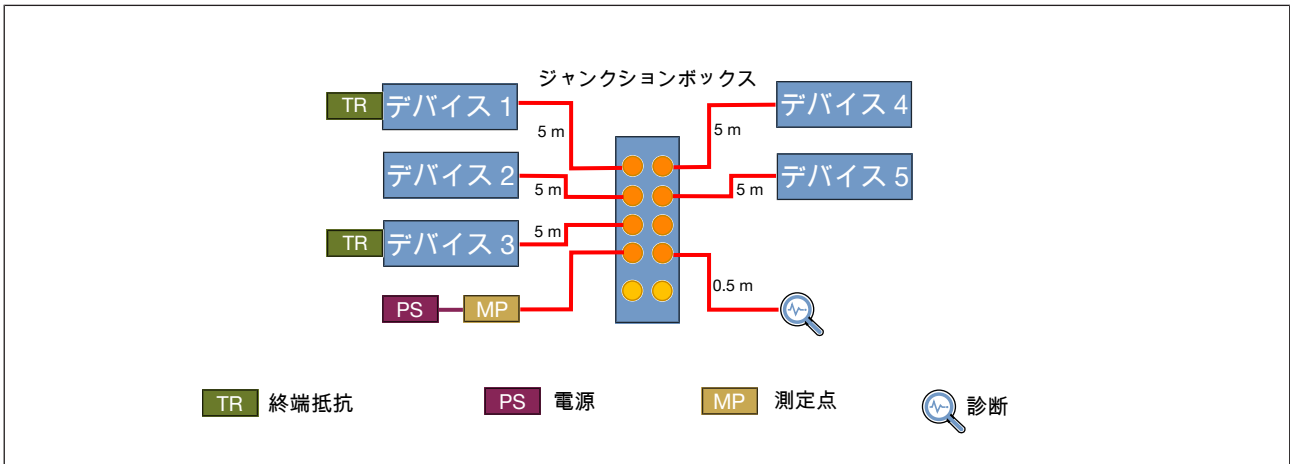 ジャンクションボックス
TR デバイス 1
5 m
デバイス 4
5 m
デバイス 2
5 m
デバイス 5
5 m
TR デバイス 3
5 m
PS MP
0.5 m
TR 終端抵抗
PS 電源
MP 測定点
診断